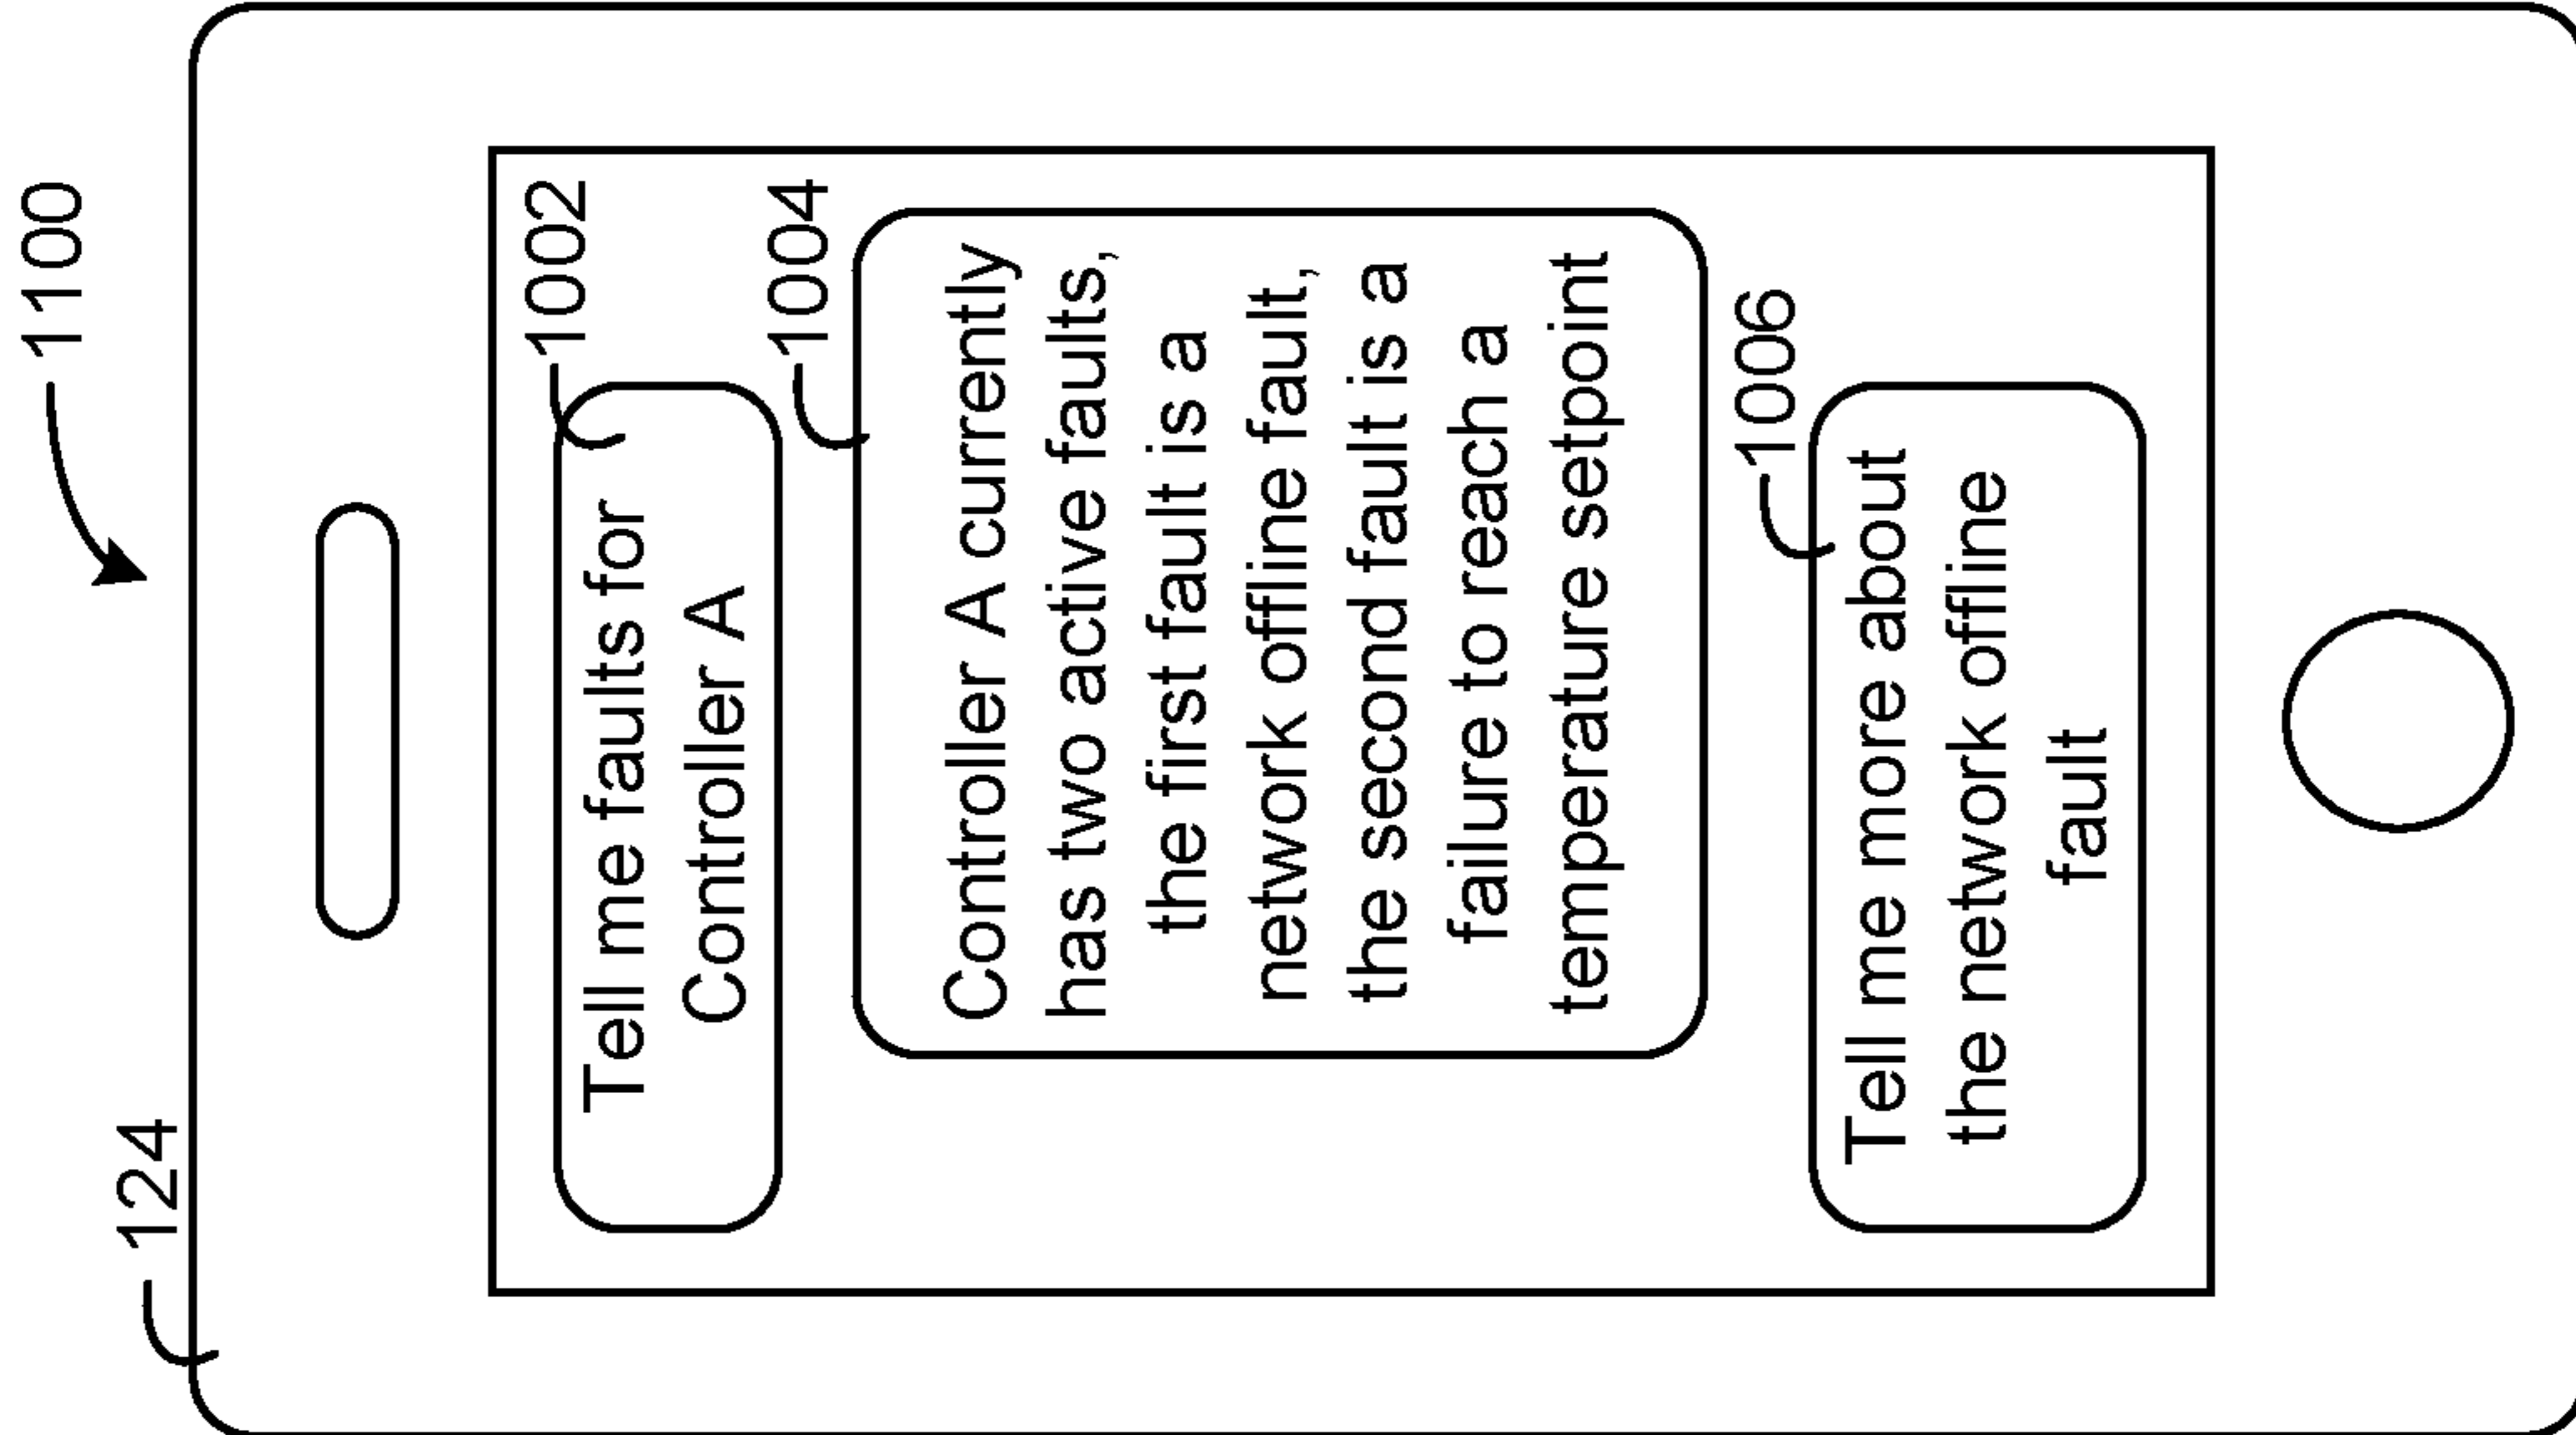 1100
124
1002
Tell me faults for
Controller A
1004
Controller A currently
has two active faults,
the first fault is a
network offline fault,
the second fault is a
failure to reach a
temperature setpoint
1006
Tell me more about
the network offline
fault